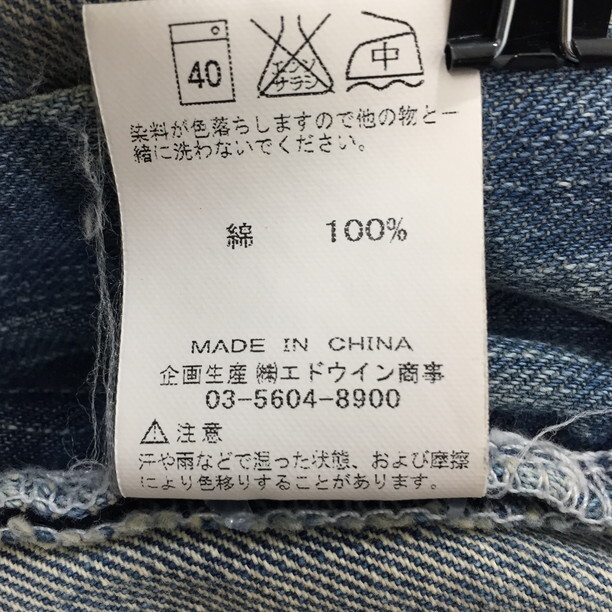 40 エンソ サラシ 中
染料が色落ちしますので他の物と一
緒に洗わないでください。
綿 100%
MADE IN CHINA
企画生産 ㈱エドウイン商事
03-5604-8900
⚠注意
汗や雨などで湿った状態、および摩擦
により色移りすることがあります。